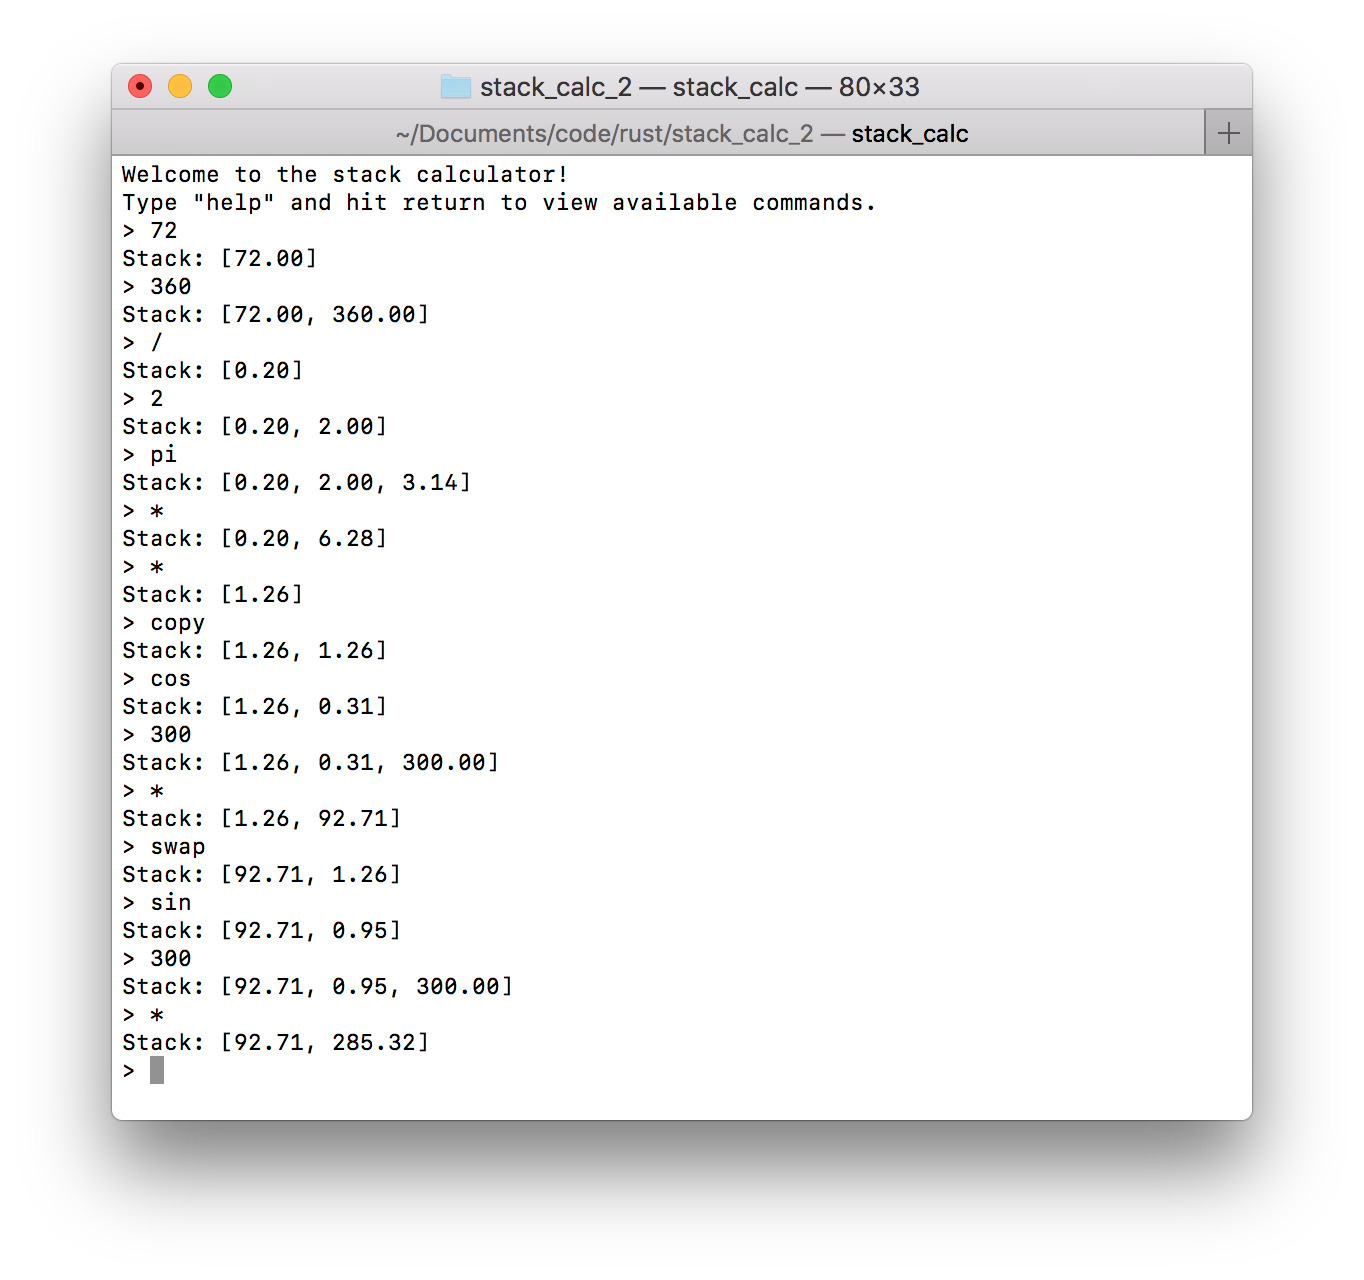 stack_calc_2 — stack_calc — 80×33
~/Documents/code/rust/stack_calc_2 — stack_calc
Welcome to the stack calculator!
Type "help" and hit return to view available commands.
> 72
Stack: [72.00]
> 360
Stack: [72.00, 360.00]
> /
Stack: [0.20]
> 2
Stack: [0.20, 2.00]
> pi
Stack: [0.20, 2.00, 3.14]
> *
Stack: [0.20, 6.28]
> *
Stack: [1.26]
> copy
Stack: [1.26, 1.26]
> cos
Stack: [1.26, 0.31]
> 300
Stack: [1.26, 0.31, 300.00]
> *
Stack: [1.26, 92.71]
> swap
Stack: [92.71, 1.26]
> sin
Stack: [92.71, 0.95]
> 300
Stack: [92.71, 0.95, 300.00]
> *
Stack: [92.71, 285.32]
>